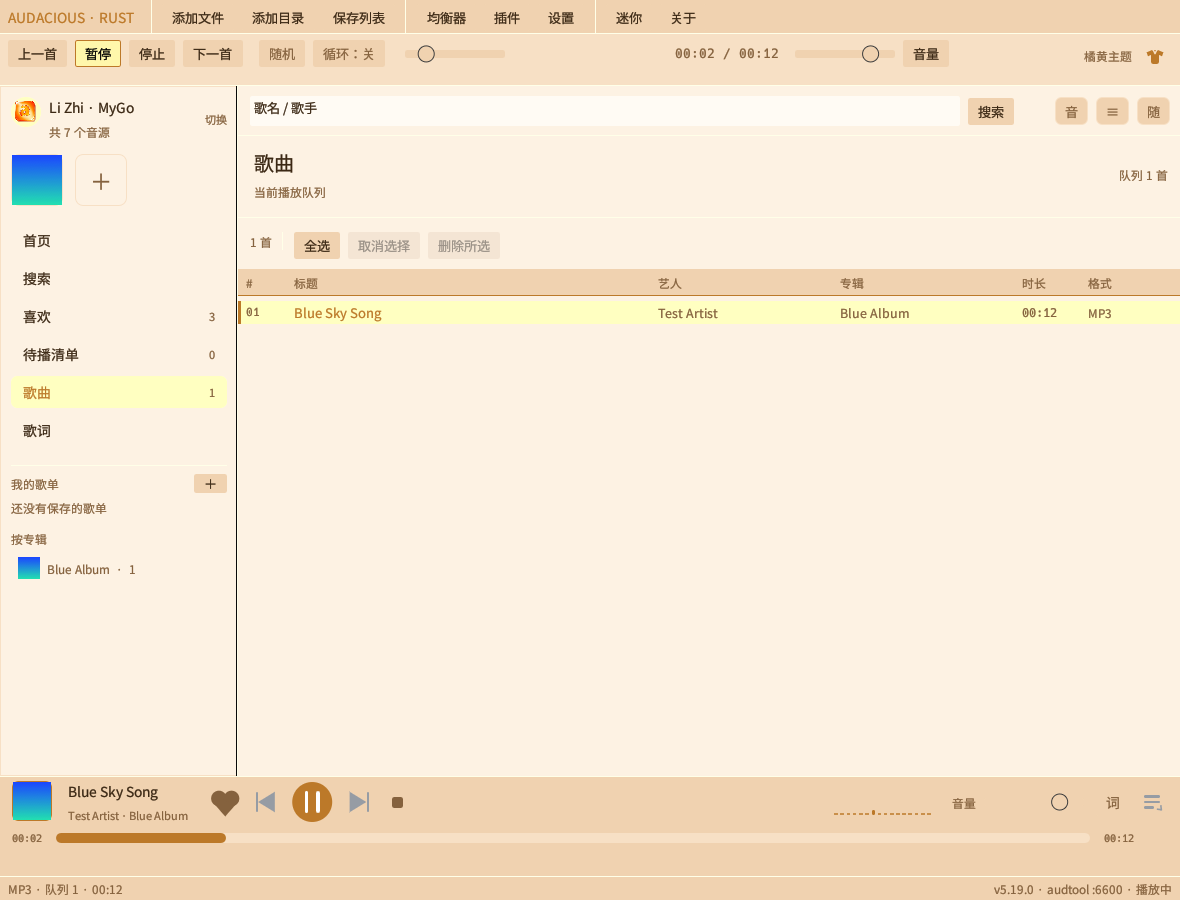 AUDACIOUS · RUST 添加文件 添加目录 保存列表 均衡器 插件 设置 迷你 关于
上一首 暂停 停止 下一首 随机 循环：关 00:02 / 00:12 音量 橘黄主题
Li Zhi · MyGo
共 7 个音源
切换
首页
搜索
喜欢 3
待播清单 0
歌曲 1
歌词
我的歌单
还没有保存的歌单
按专辑
Blue Album · 1
歌名 / 歌手 搜索 音 随
歌曲
当前播放队列
队列 1 首
1 首 全选 取消选择 删除所选
# 标题 艺人 专辑 时长 格式
01 Blue Sky Song Test Artist Blue Album 00:12 MP3
Blue Sky Song
Test Artist · Blue Album
音量 词
00:02 00:12
MP3 · 队列 1 · 00:12 v5.19.0 · audtool :6600 · 播放中